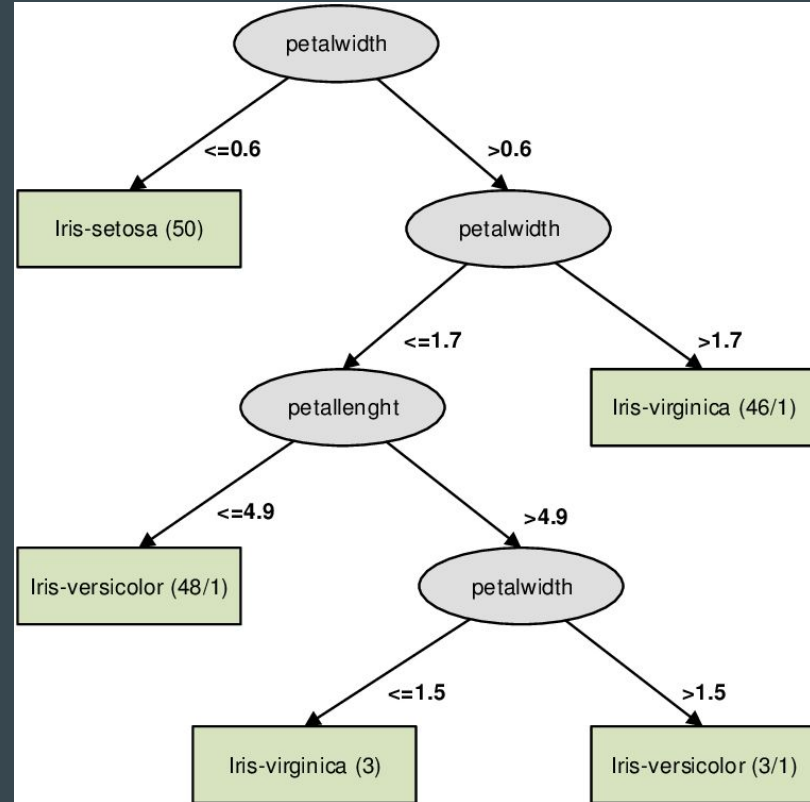 petalwidth
<=0.6
>0.6
Iris-setosa (50)
petalwidth
<=1.7
>1.7
petallenght
Iris-virginica (46/1)
<=4.9
>4.9
Iris-versicolor (48/1)
petalwidth
<=1.5
>1.5
Iris-virginica (3)
Iris-versicolor (3/1)